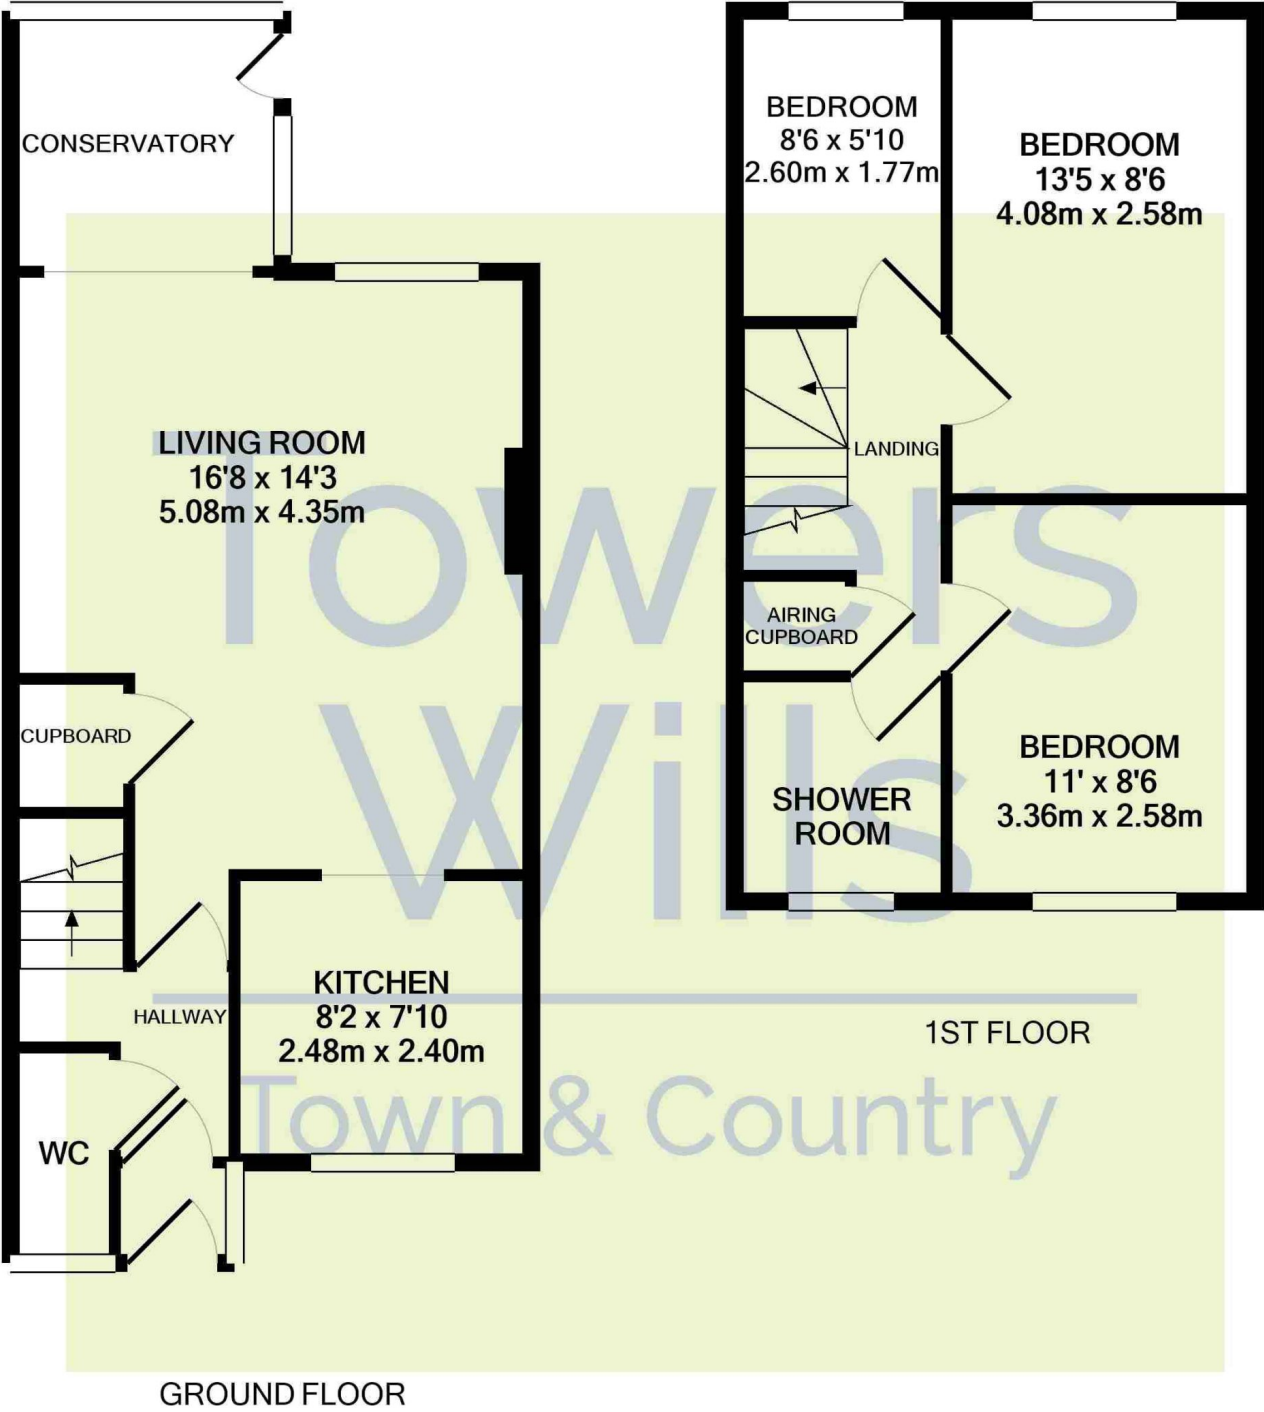 CONSERVATORY
LIVING ROOM
16'8 x 14'3
5.08m x 4.35m
CUPBOARD
HALLWAY
KITCHEN
8'2 x 7'10
2.48m x 2.40m
WC
GROUND FLOOR
BEDROOM
8'6 x 5'10
2.60m x 1.77m
BEDROOM
13'5 x 8'6
4.08m x 2.58m
LANDING
AIRING
CUPBOARD
SHOWER
ROOM
BEDROOM
11' x 8'6
3.36m x 2.58m
1ST FLOOR
Towers
Wills
Town & Country